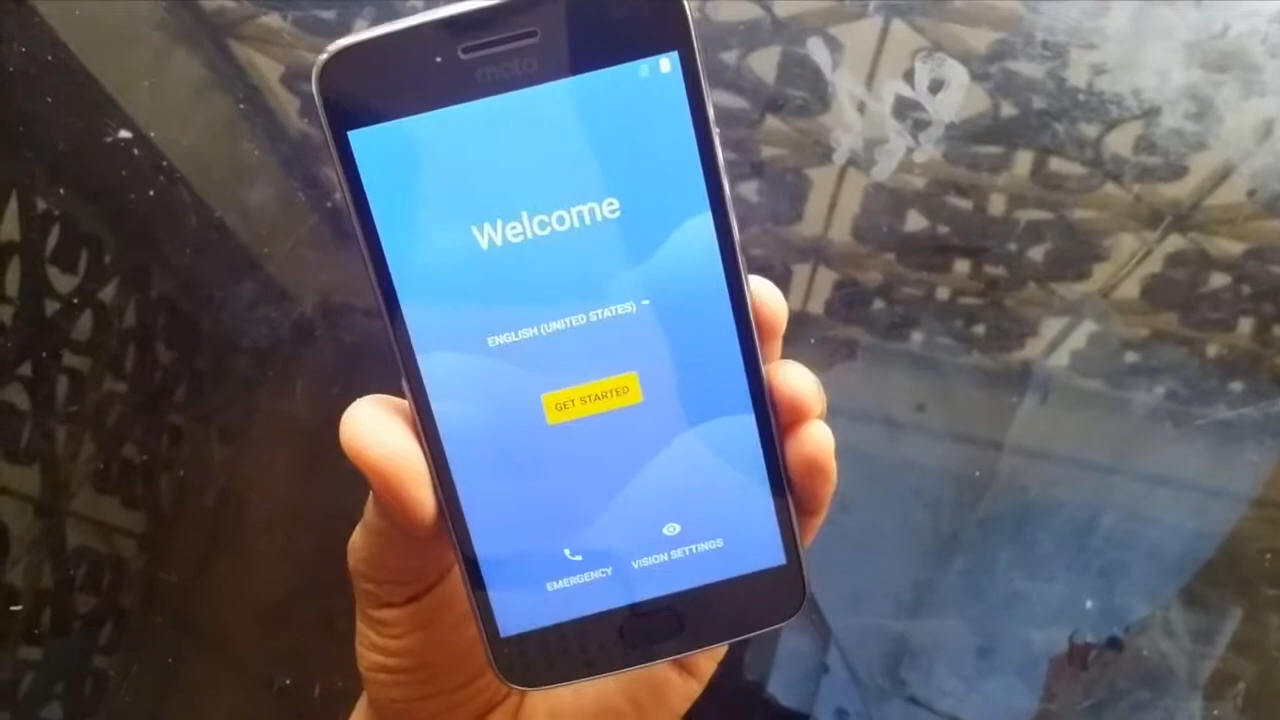 moto
Welcome
ENGLISH (UNITED STATES)
GET STARTED
EMERGENCY
VISION SETTINGS